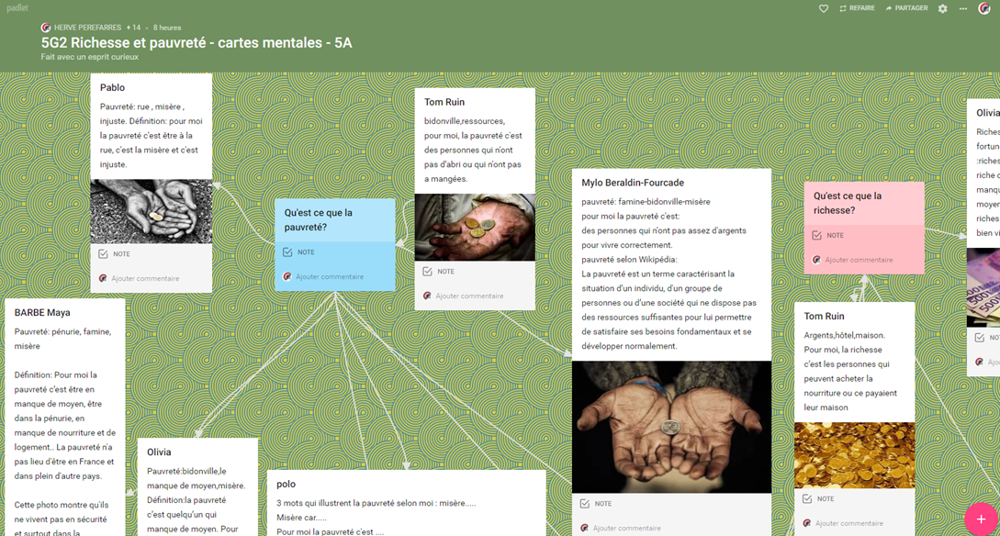 padlet
REFAIRE
PARTAGER
HERVE PEREFARRES +14 • 8 heures
5G2 Richesse et pauvreté - cartes mentales - 5A
Fait avec un esprit curieux
Pablo
Pauvreté: rue , misère ,
injuste. Définition: pour moi
la pauvreté c'est être à la
rue, c'est la misère et c'est
injuste.
NOTE
Ajouter commentaire
BARBE Maya
Pauvreté: pénurie, famine,
misère
Définition: Pour moi la
pauvreté c'est être en
manque de moyen, être
dans la pénurie, en
manque de nourriture et de
logement.. La pauvreté n'a
pas lieu d'être en France et
dans plein d'autre pays.
Cette photo montre qu'ils
ne vivent pas en sécurité
et surtout dans la
Qu'est ce que la
pauvreté?
NOTE
Ajouter commentaire
Olivia
Pauvreté:bidonville,le
manque de moyen,misère.
Définition:la pauvreté
c'est quelqu'un qui
manque de moyen. Pour
Tom Ruin
bidonville,ressources,
pour moi, la pauvreté c'est
des personnes qui n'ont
pas d'abri ou qui n'ont pas
a mangées.
NOTE
Ajouter commentaire
polo
3 mots qui illustrent la pauvreté selon moi : misère.....
Misère car.....
Pour moi la pauvreté c'est ....
Mylo Beraldin-Fourcade
pauvreté: famine-bidonville-misère
pour moi la pauvreté c'est:
des personnes qui n'ont pas assez d'argents
pour vivre correctement.
pauvreté selon Wikipédia:
La pauvreté est un terme caractérisant la
situation d'un individu, d'un groupe de
personnes ou d'une société qui ne dispose pas
des ressources suffisantes pour lui permettre
de satisfaire ses besoins fondamentaux et se
développer normalement.
NOTE
Ajouter commentaire
Qu'est ce que la
richesse?
NOTE
Ajouter commentaire
Tom Ruin
Argents,hôtel,maison.
Pour moi, la richesse
c'est les personnes qui
peuvent acheter la
nourriture ou ce payaient
leur maison
NOTE
Ajouter commentaire
Olivia
Riches
fortun
:riches
riche c
manqu
moyen
riches
bien vi
NO
Ajo